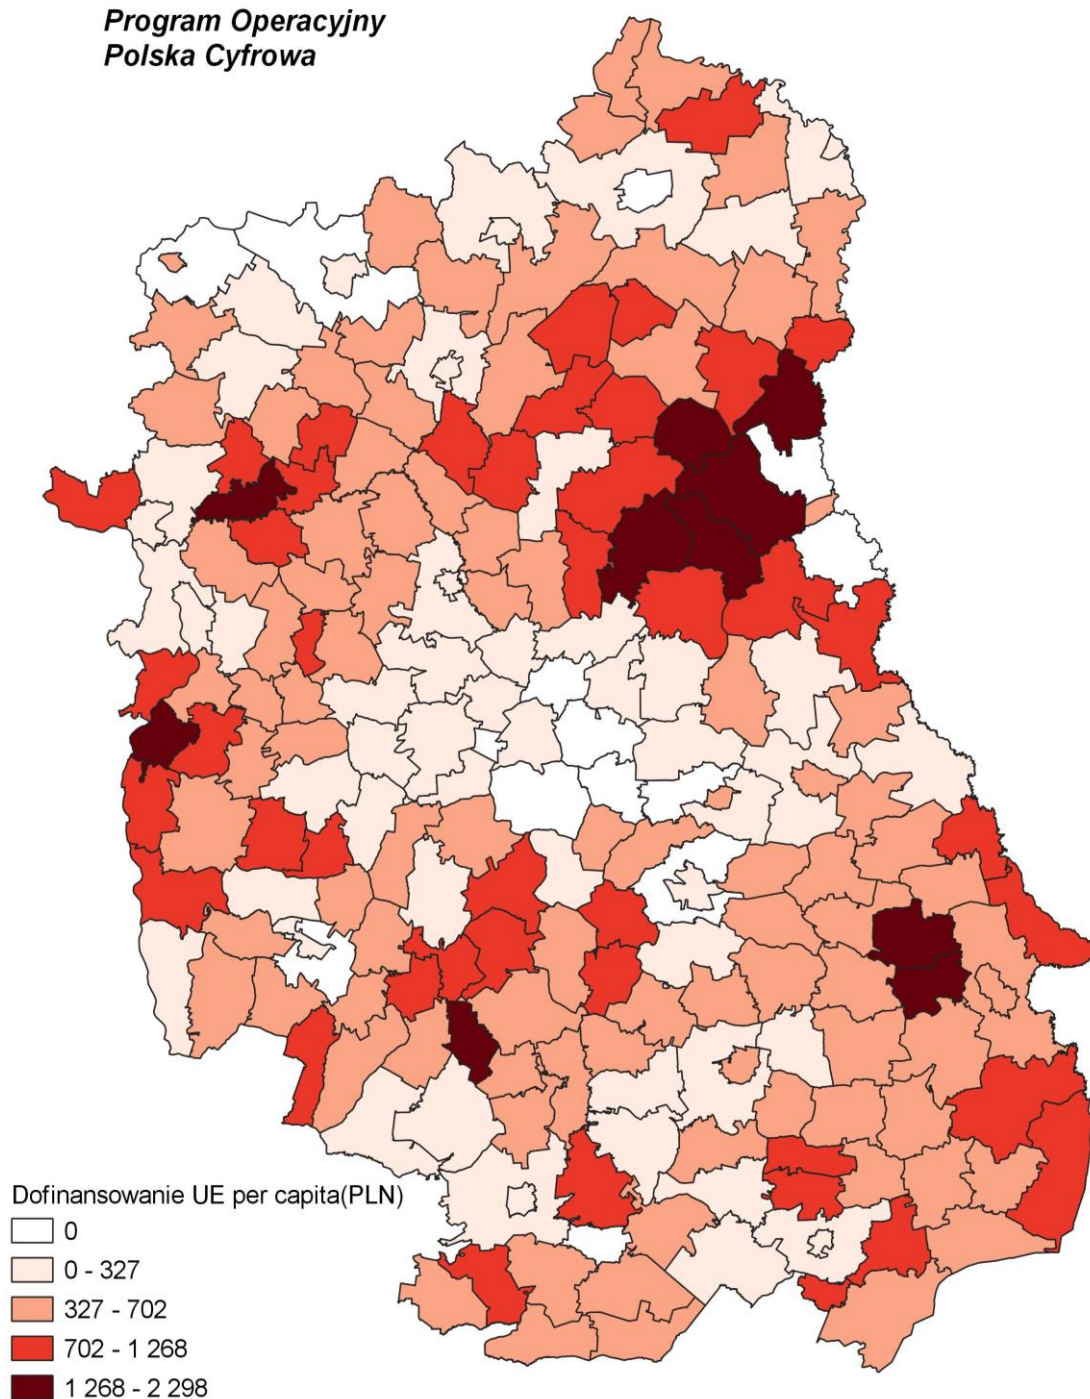 Program Operacyjny
Polska Cyfrowa
Dofinansowanie UE per capita(PLN)
0
0 - 327
327 - 702
702 - 1 268
1 268 - 2 298